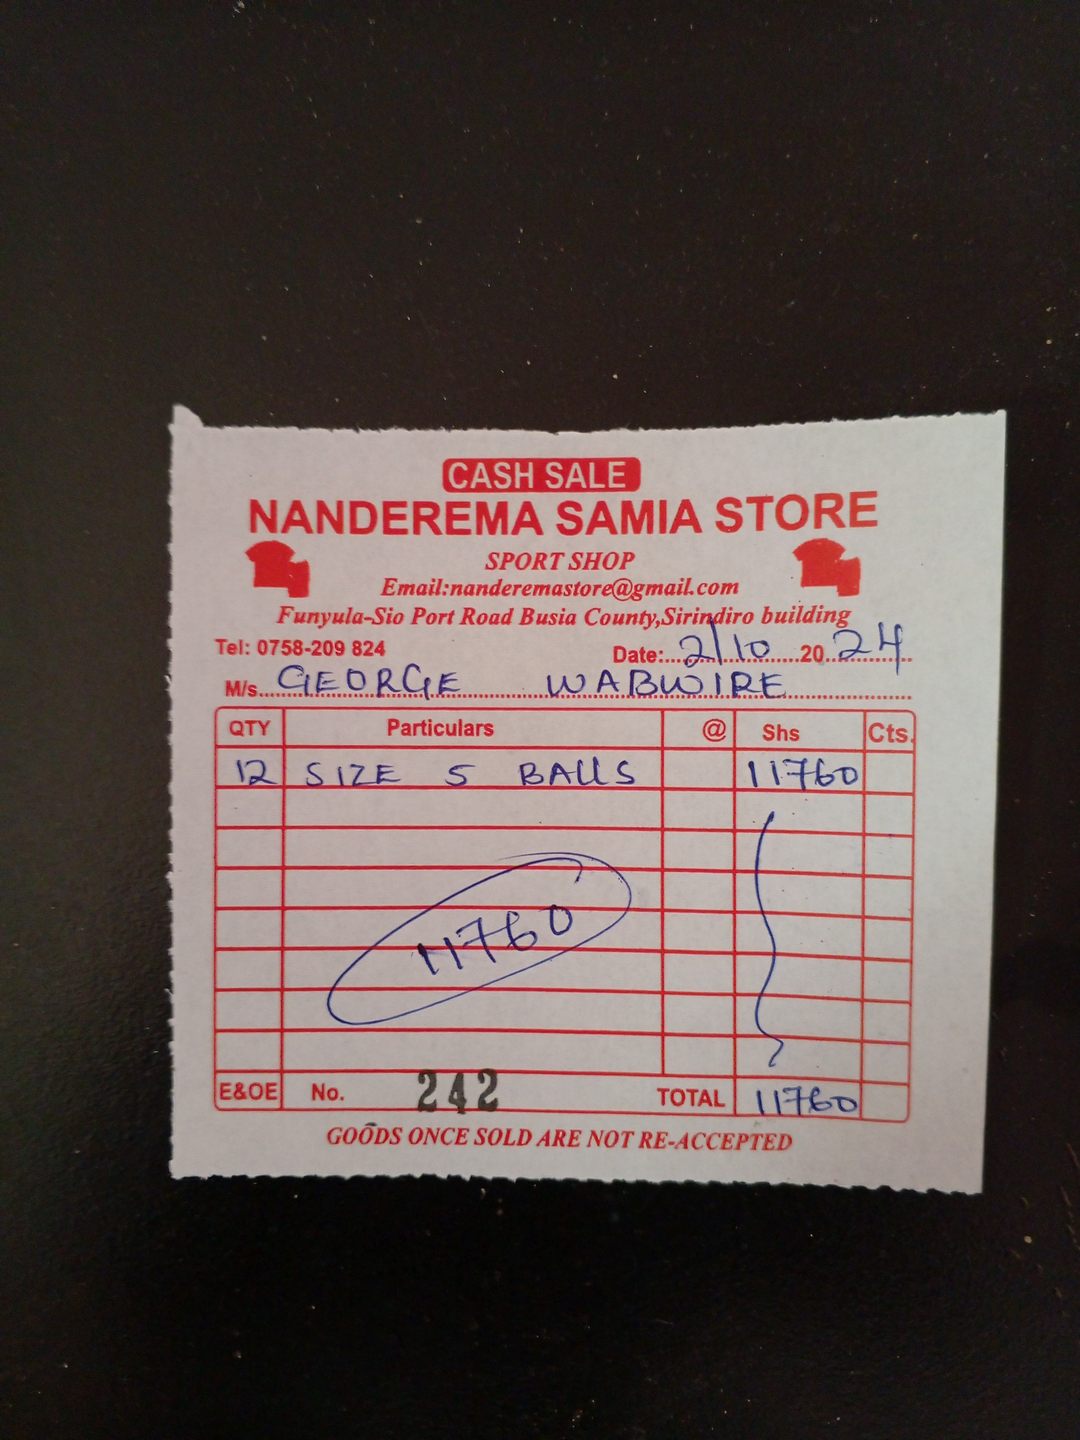 CASH SALE
NANDEREMA SAMIA STORE
SPORT SHOP
Email:nanderemastore@gmail.com
Funyula-Sio Port Road Busia County,Sirindiro building
Tel: 0758-209 824 Date:...2/10......20..24
M/s...GEORGE WABWIRE
QTY Particulars @ Shs Cts.
12 SIZE 5 BALLS 11760
11760
E&OE No. 242 TOTAL 11760
GOODS ONCE SOLD ARE NOT RE-ACCEPTED